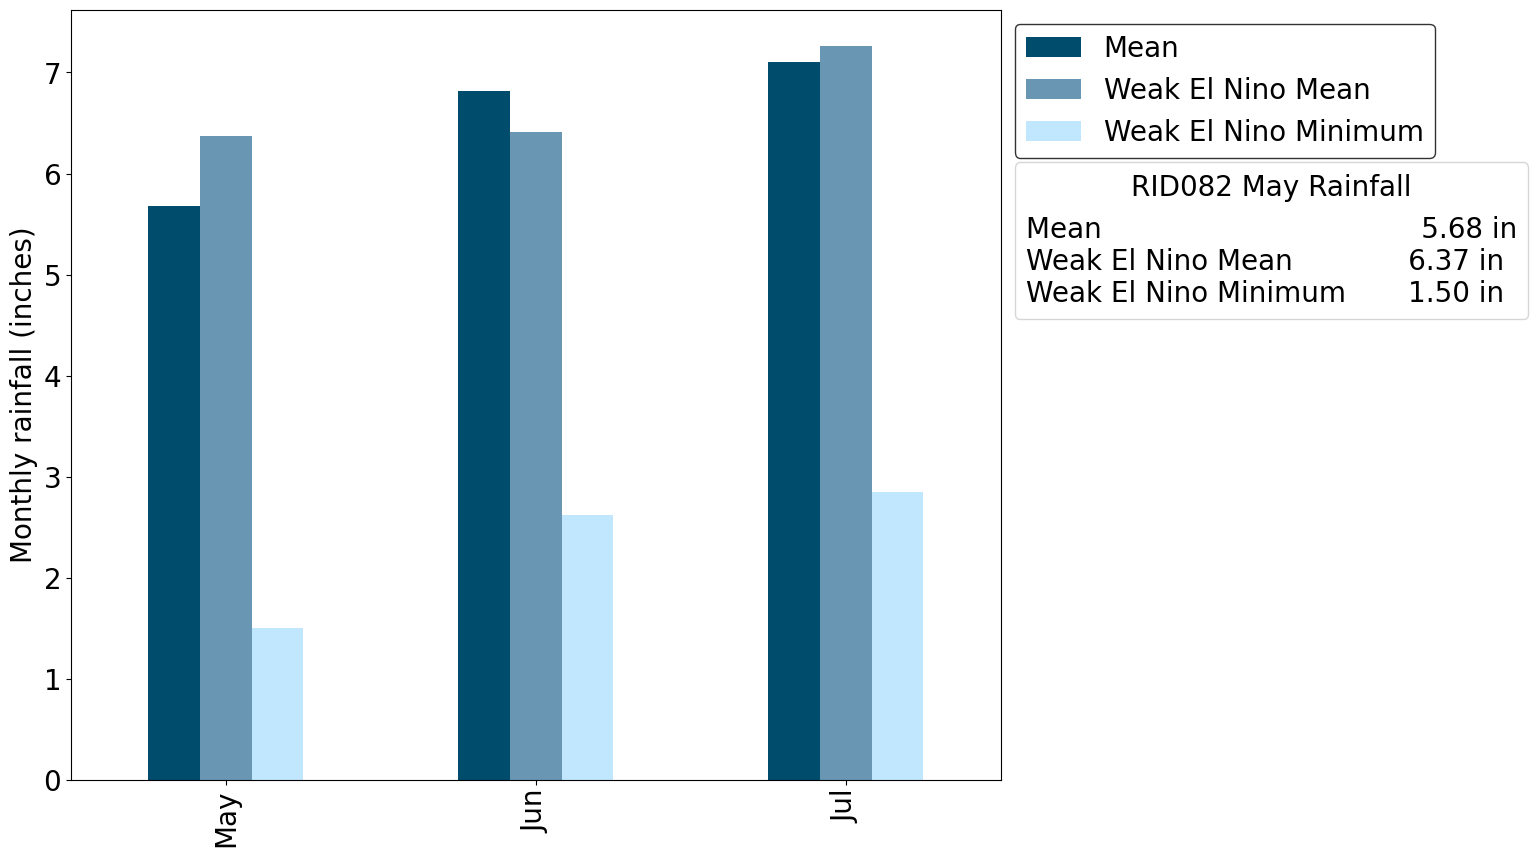 Monthly rainfall (inches)
7
6
5
4
3
2
1
0
May
Jun
Jul
Mean
Weak El Nino Mean
Weak El Nino Minimum
RID082 May Rainfall
Mean 5.68 in
Weak El Nino Mean 6.37 in
Weak El Nino Minimum 1.50 in